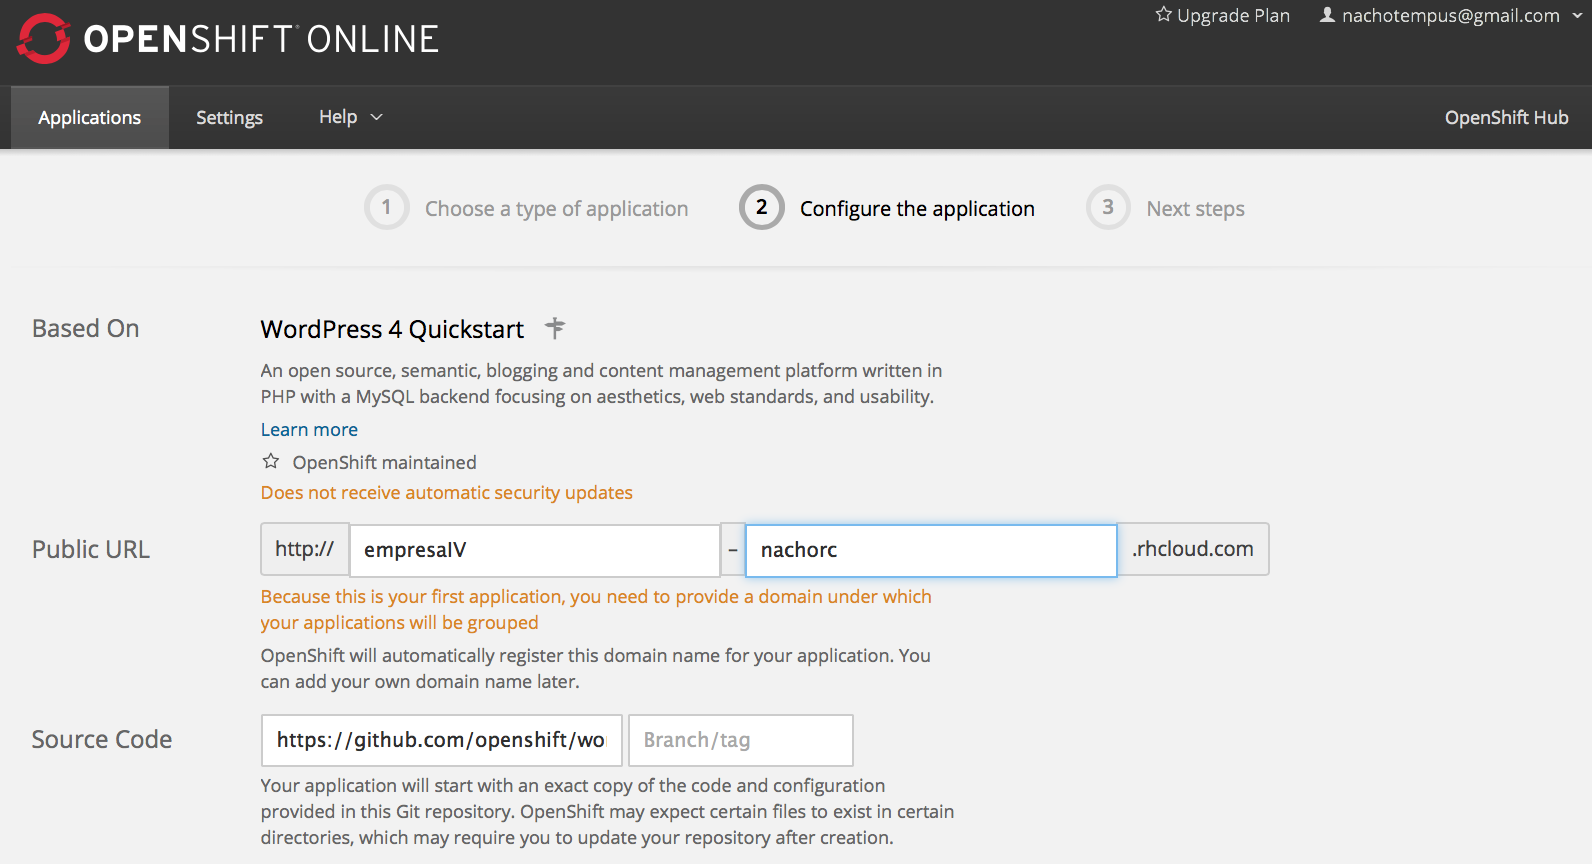 OPENSHIFT ONLINE
Upgrade Plan
nachotempus@gmail.com
Applications
Settings
Help
OpenShift Hub
1 Choose a type of application
2 Configure the application
3 Next steps
Based On
WordPress 4 Quickstart
An open source, semantic, blogging and content management platform written in
PHP with a MySQL backend focusing on aesthetics, web standards, and usability.
Learn more
OpenShift maintained
Does not receive automatic security updates
Public URL
http:// empresaIV - nachorc .rhcloud.com
Because this is your first application, you need to provide a domain under which
your applications will be grouped
OpenShift will automatically register this domain name for your application. You
can add your own domain name later.
Source Code
https://github.com/openshift/wo
Branch/tag
Your application will start with an exact copy of the code and configuration
provided in this Git repository. OpenShift may expect certain files to exist in certain
directories, which may require you to update your repository after creation.